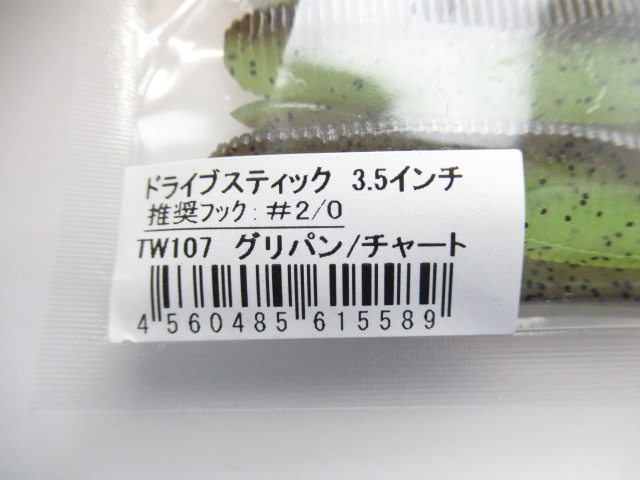 ドライブスティック 3.5インチ
推奨フック:#2/0
TW107 グリパン/チャート
4 560485 615589